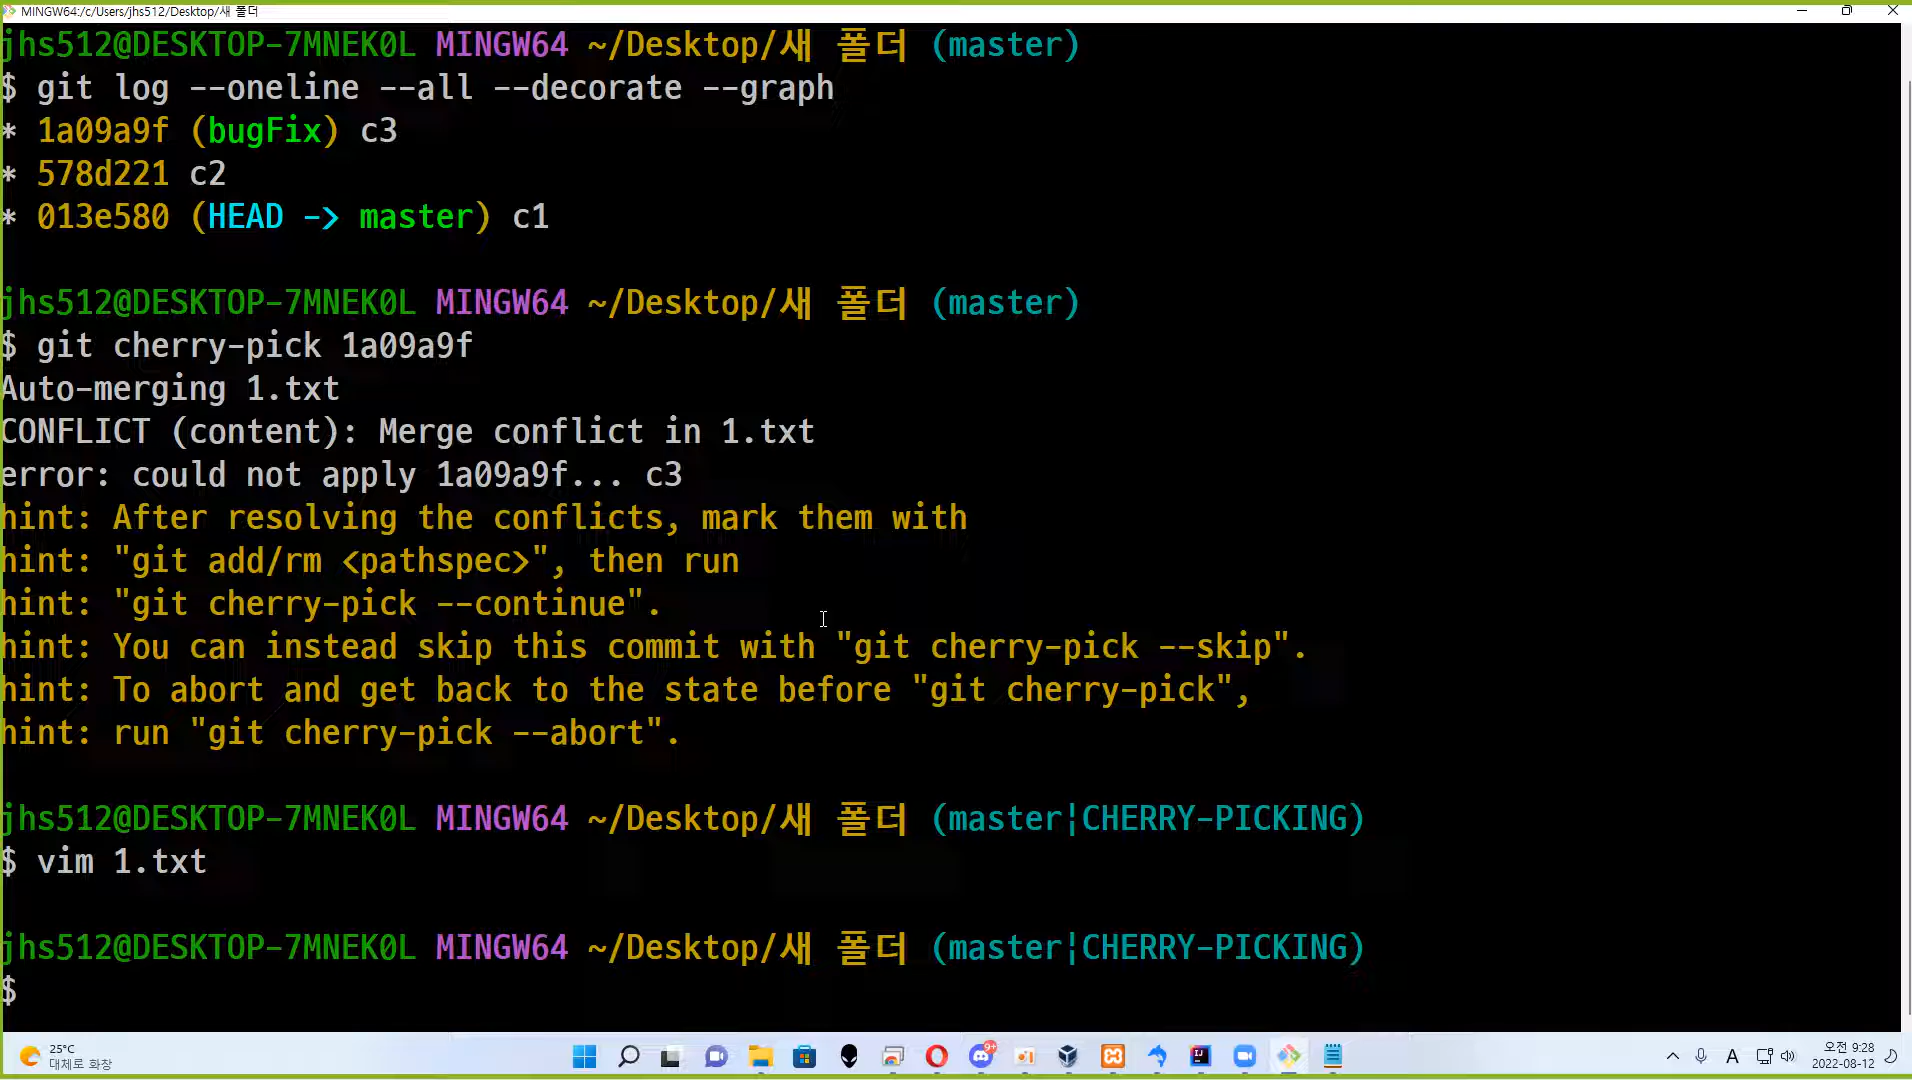 MINGW64:/c/Users/jhs512/Desktop/새 폴더
jhs512@DESKTOP-7MNEK0L MINGW64 ~/Desktop/새 폴더 (master)
$ git log --oneline --all --decorate --graph
* 1a09a9f (bugFix) c3
* 578d221 c2
* 013e580 (HEAD -> master) c1
jhs512@DESKTOP-7MNEK0L MINGW64 ~/Desktop/새 폴더 (master)
$ git cherry-pick 1a09a9f
Auto-merging 1.txt
CONFLICT (content): Merge conflict in 1.txt
error: could not apply 1a09a9f... c3
hint: After resolving the conflicts, mark them with
hint: "git add/rm <pathspec>", then run
hint: "git cherry-pick --continue".
hint: You can instead skip this commit with "git cherry-pick --skip".
hint: To abort and get back to the state before "git cherry-pick",
hint: run "git cherry-pick --abort".
jhs512@DESKTOP-7MNEK0L MINGW64 ~/Desktop/새 폴더 (master|CHERRY-PICKING)
$ vim 1.txt
jhs512@DESKTOP-7MNEK0L MINGW64 ~/Desktop/새 폴더 (master|CHERRY-PICKING)
$
25°C
대체로 화창
9+
IJ
A
오전 9:28
2022-08-12